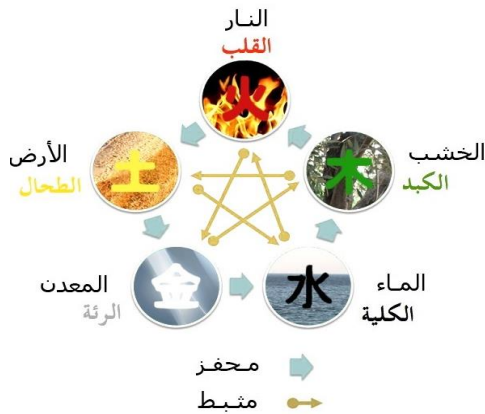 النار
القلب
火
الخشب
الكبد
木
الأرض
الطحال
土
الماء
الكلية
水
المعدن
الرئة
金
محفز
مثبط